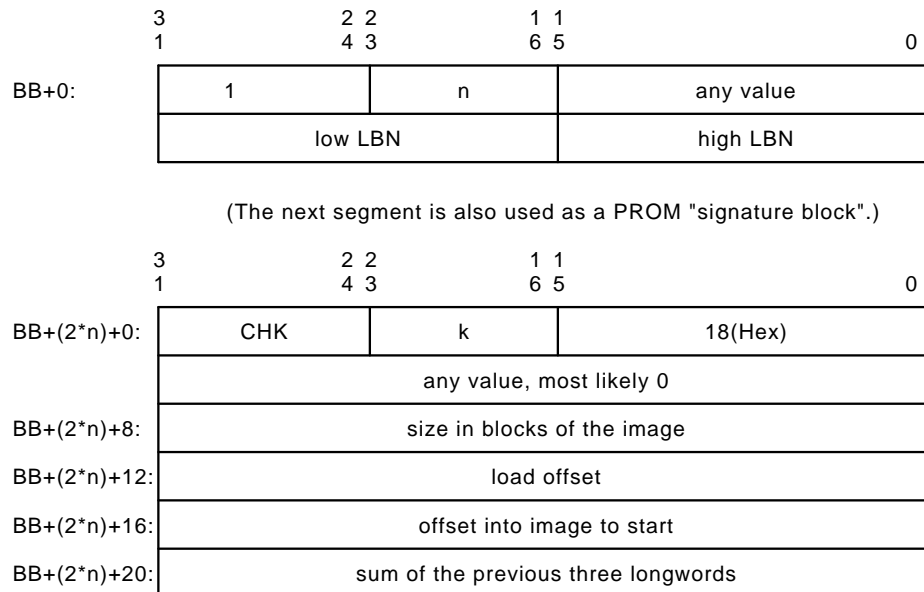 3 2 2 1 1
1 4 3 6 5 0
BB+0: 1 n any value
low LBN high LBN
(The next segment is also used as a PROM "signature block".)
3 2 2 1 1
1 4 3 6 5 0
BB+(2*n)+0: CHK k 18(Hex)
any value, most likely 0
BB+(2*n)+8: size in blocks of the image
BB+(2*n)+12: load offset
BB+(2*n)+16: offset into image to start
BB+(2*n)+20: sum of the previous three longwords